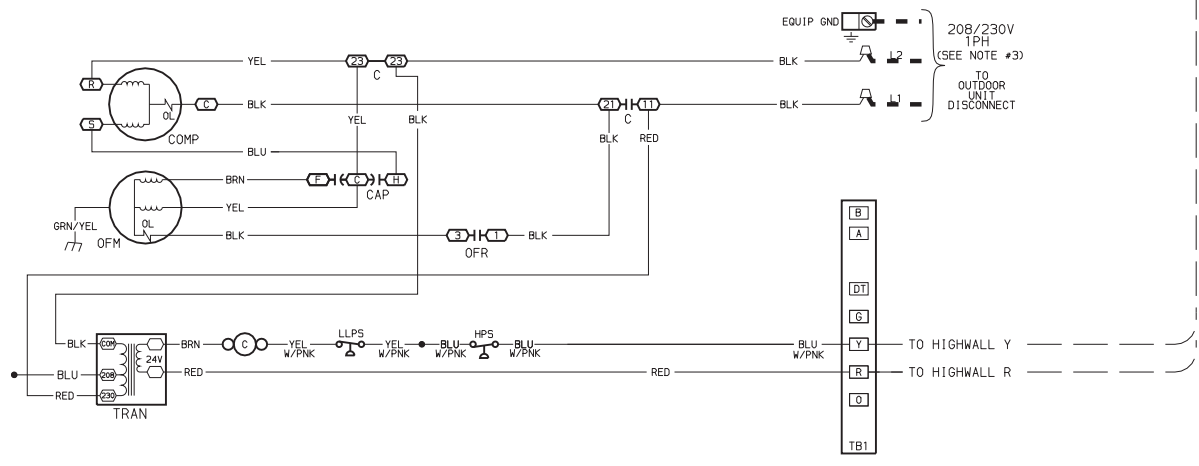 EQUIP GND
208/230V
1PH
(SEE NOTE #3)
TO
OUTDOOR
UNIT
DISCONNECT
YEL
23
23
C
BLK
L2
R
OL
C
BLK
21
11
C
BLK
L1
S
COMP
YEL
BLK
BLK
RED
BLU
BRN
F
C
H
CAP
YEL
GRN/YEL
OL
OFM
BLK
3
1
BLK
OFR
B
A
DT
G
BLK
COM
BRN
C
YEL
W/PNK
LLPS
YEL
W/PNK
BLU
W/PNK
HPS
BLU
W/PNK
BLU
W/PNK
Y
TO HIGHWALL Y
24V
BLU
208
RED
RED
R
TO HIGHWALL R
RED
230
O
TRAN
TB1